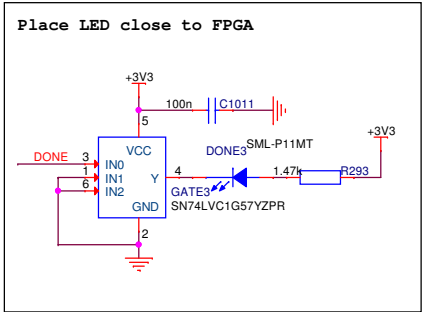 Place LED close to FPGA
+3V3
100n C1011
+3V3
5
VCC
DONE3 SML-P11MT
DONE 3 IN0
1 IN1
6 IN2
Y 4
1.47k R293
GATE3
GND SN74LVC1G57YZPR
2